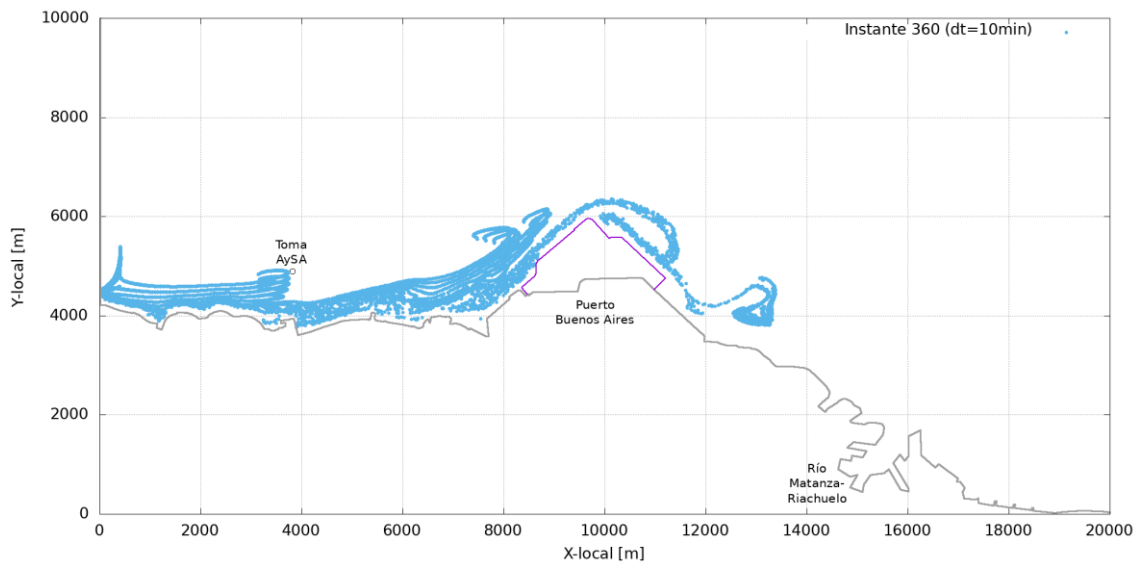 10000
Instante 360 (dt=10min)
8000
6000
Toma
AySA
Y-local [m]
4000
Puerto
Buenos Aires
2000
Río
Matanza-
Riachuelo
0
0 2000 4000 6000 8000 10000 12000 14000 16000 18000 20000
X-local [m]